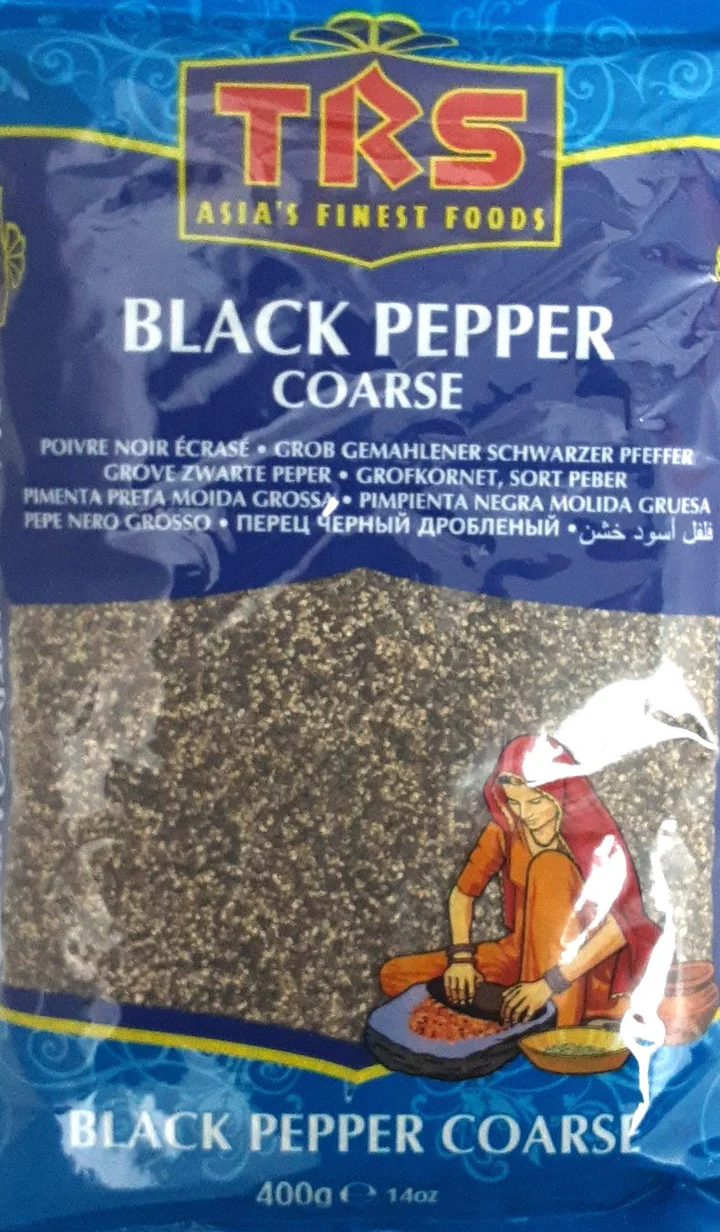 TRS
ASIA'S FINEST FOODS
BLACK PEPPER
COARSE
POIVRE NOIR ÉCRASÉ • GROB GEMAHLENER SCHWARZER PFEFFER
GROVE ZWARTE PEPER • GROFKORNET, SORT PEBER
PIMENTA PRETA MOIDA GROSSA • PIMPIENTA NEGRA MOLIDA GRUESA
PEPE NERO GROSSO • ПЕРЕЦ ЧЕРНЫЙ ДРОБЛЕНЫЙ • فلفل أسود خشن
BLACK PEPPER COARSE
400g ℮ 14oz